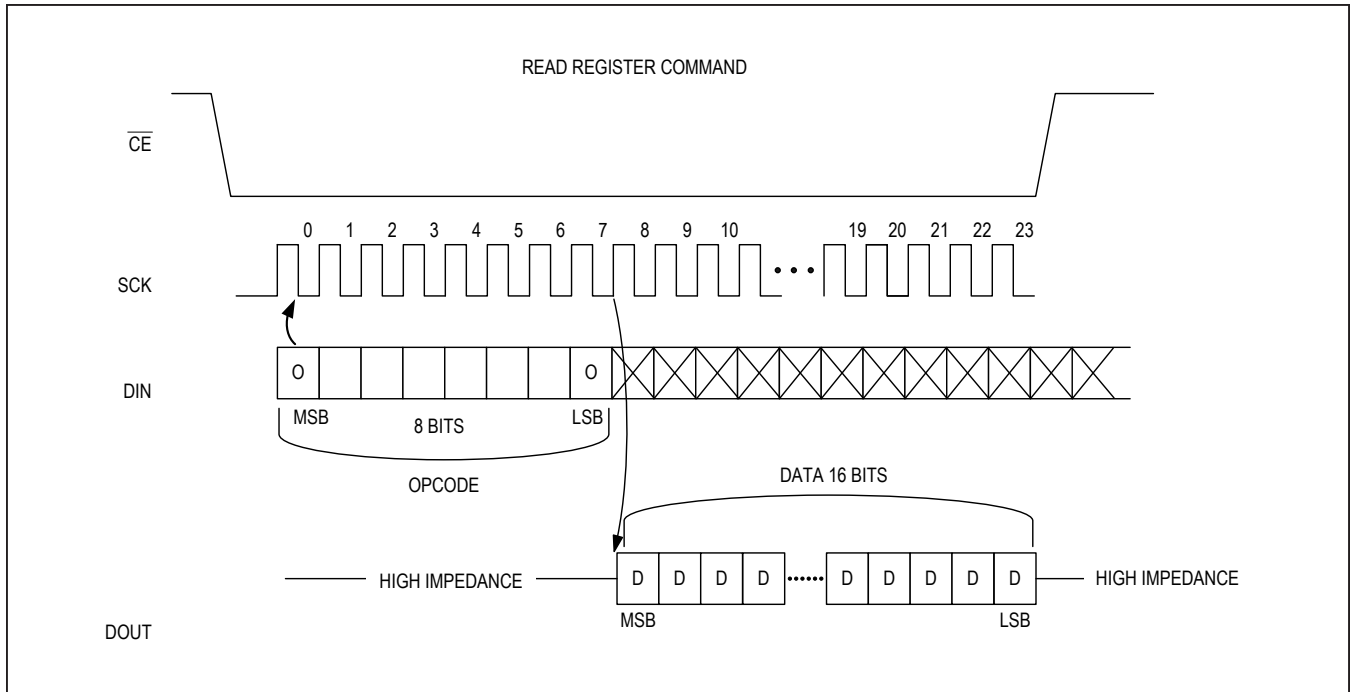 READ REGISTER COMMAND
CE
0 1 2 3 4 5 6 7 8 9 10 19 20 21 22 23
SCK
O O
DIN
MSB 8 BITS LSB
OPCODE
DATA 16 BITS
HIGH IMPEDANCE D D D D D D D D D HIGH IMPEDANCE
MSB LSB
DOUT